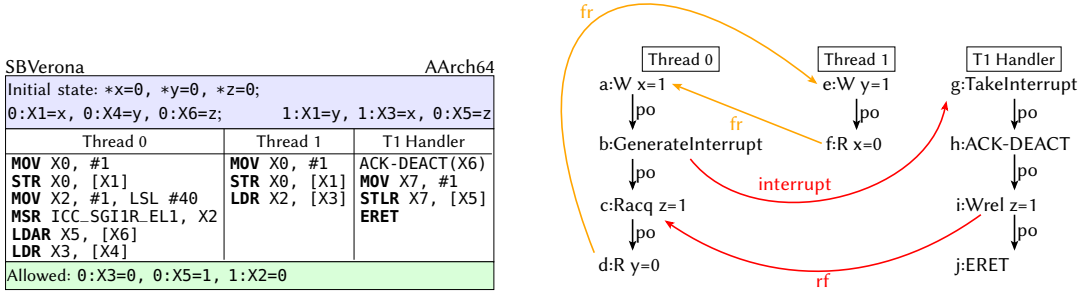 SBVerona AArch64
Initial state: *x=0, *y=0, *z=0;
0:X1=x, 0:X4=y, 0:X6=z; 1:X1=y, 1:X3=x, 0:X5=z
Thread 0 Thread 1 T1 Handler
MOV X0, #1 MOV X0, #1 ACK-DEACT(X6)
STR X0, [X1] STR X0, [X1] MOV X7, #1
MOV X2, #1, LSL #40 LDR X2, [X3] STLR X7, [X5]
MSR ICC_SGI1R_EL1, X2 ERET
LDAR X5, [X6]
LDR X3, [X4]
Allowed: 0:X3=0, 0:X5=1, 1:X2=0
fr
Thread 0 Thread 1 T1 Handler
a:W x=1 e:W y=1 g:TakeInterrupt
po po po
fr
b:GenerateInterrupt f:R x=0 h:ACK-DEACT
po interrupt po
c:Racq z=1 i:Wrel z=1
po po
d:R y=0 j:ERET
rf